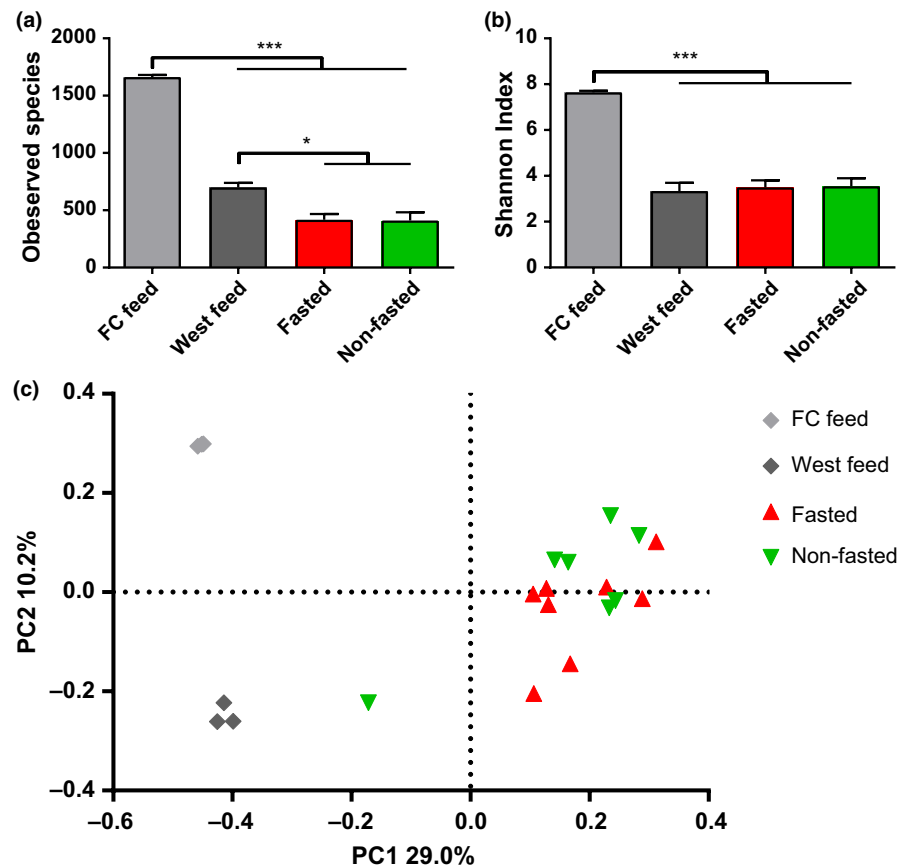 (a)
2000
1500
1000
500
0
Obeserved species
***
*
FC feed
West feed
Fasted
Non-fasted
(b)
10
8
6
4
2
0
Shannon Index
***
FC feed
West feed
Fasted
Non-fasted
(c)
0.4
0.2
0.0
–0.2
–0.4
PC2 10.2%
–0.6
–0.4
–0.2
0.0
0.2
0.4
PC1 29.0%
FC feed
West feed
Fasted
Non-fasted